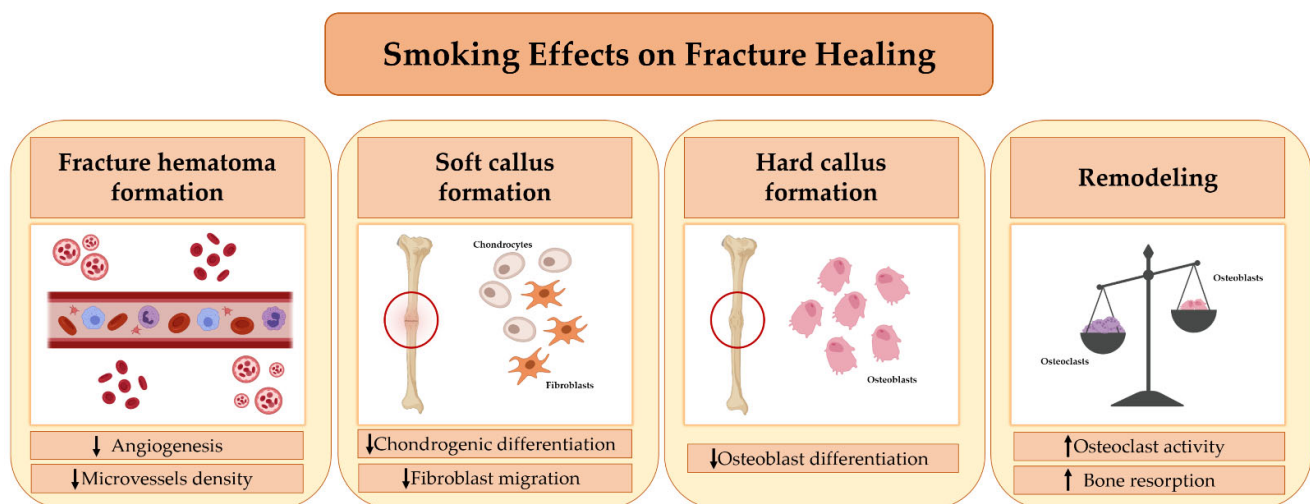 Smoking Effects on Fracture Healing
Fracture hematoma
formation
↓ Angiogenesis
↓Microvessels density
Soft callus
formation
Chondrocytes
Fibroblasts
↓Chondrogenic differentiation
↓Fibroblast migration
Hard callus
formation
Osteoblasts
↓Osteoblast differentiation
Remodeling
Osteoblasts
Osteoclasts
↑Osteoclast activity
↑ Bone resorption